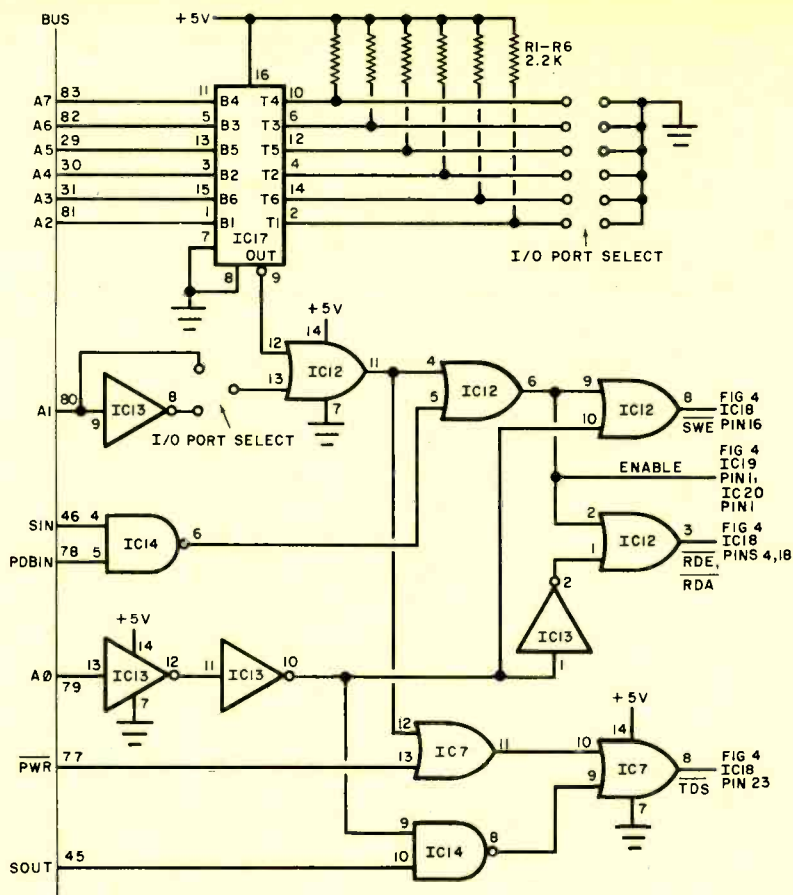 BUS
+5V
R1-R6
2.2K
16
A7 83 11 B4 T4 10
A6 82 5 B3 T3 6
A5 29 13 B5 T5 12
A4 30 3 B2 T2 4
A3 31 15 B6 T6 14
A2 81 1 B1 T1 2
7 IC17
OUT
8 9
I/O PORT SELECT
+5V
14
12
13
IC12
11
7
4
5
IC12
6
9
10
IC12
8
SWE
FIG 4
IC18
PIN16
A1 80
9
IC13
8
I/O PORT SELECT
ENABLE
FIG 4
IC19
PIN1,
IC20
PIN1
SIN 46 4
PDBIN 78 5
IC14
6
2
1
IC12
3
RDE,
RDA
FIG 4
IC18
PINS 4,18
2
IC13
1
+5V
14
AØ 79 13
IC13
12
7
11
IC13
10
PWR 77
12
13
IC7
11
+5V
14
10
9
IC7
8
7
TDS
FIG 4
IC18
PIN 23
SOUT 45
9
10
IC14
8